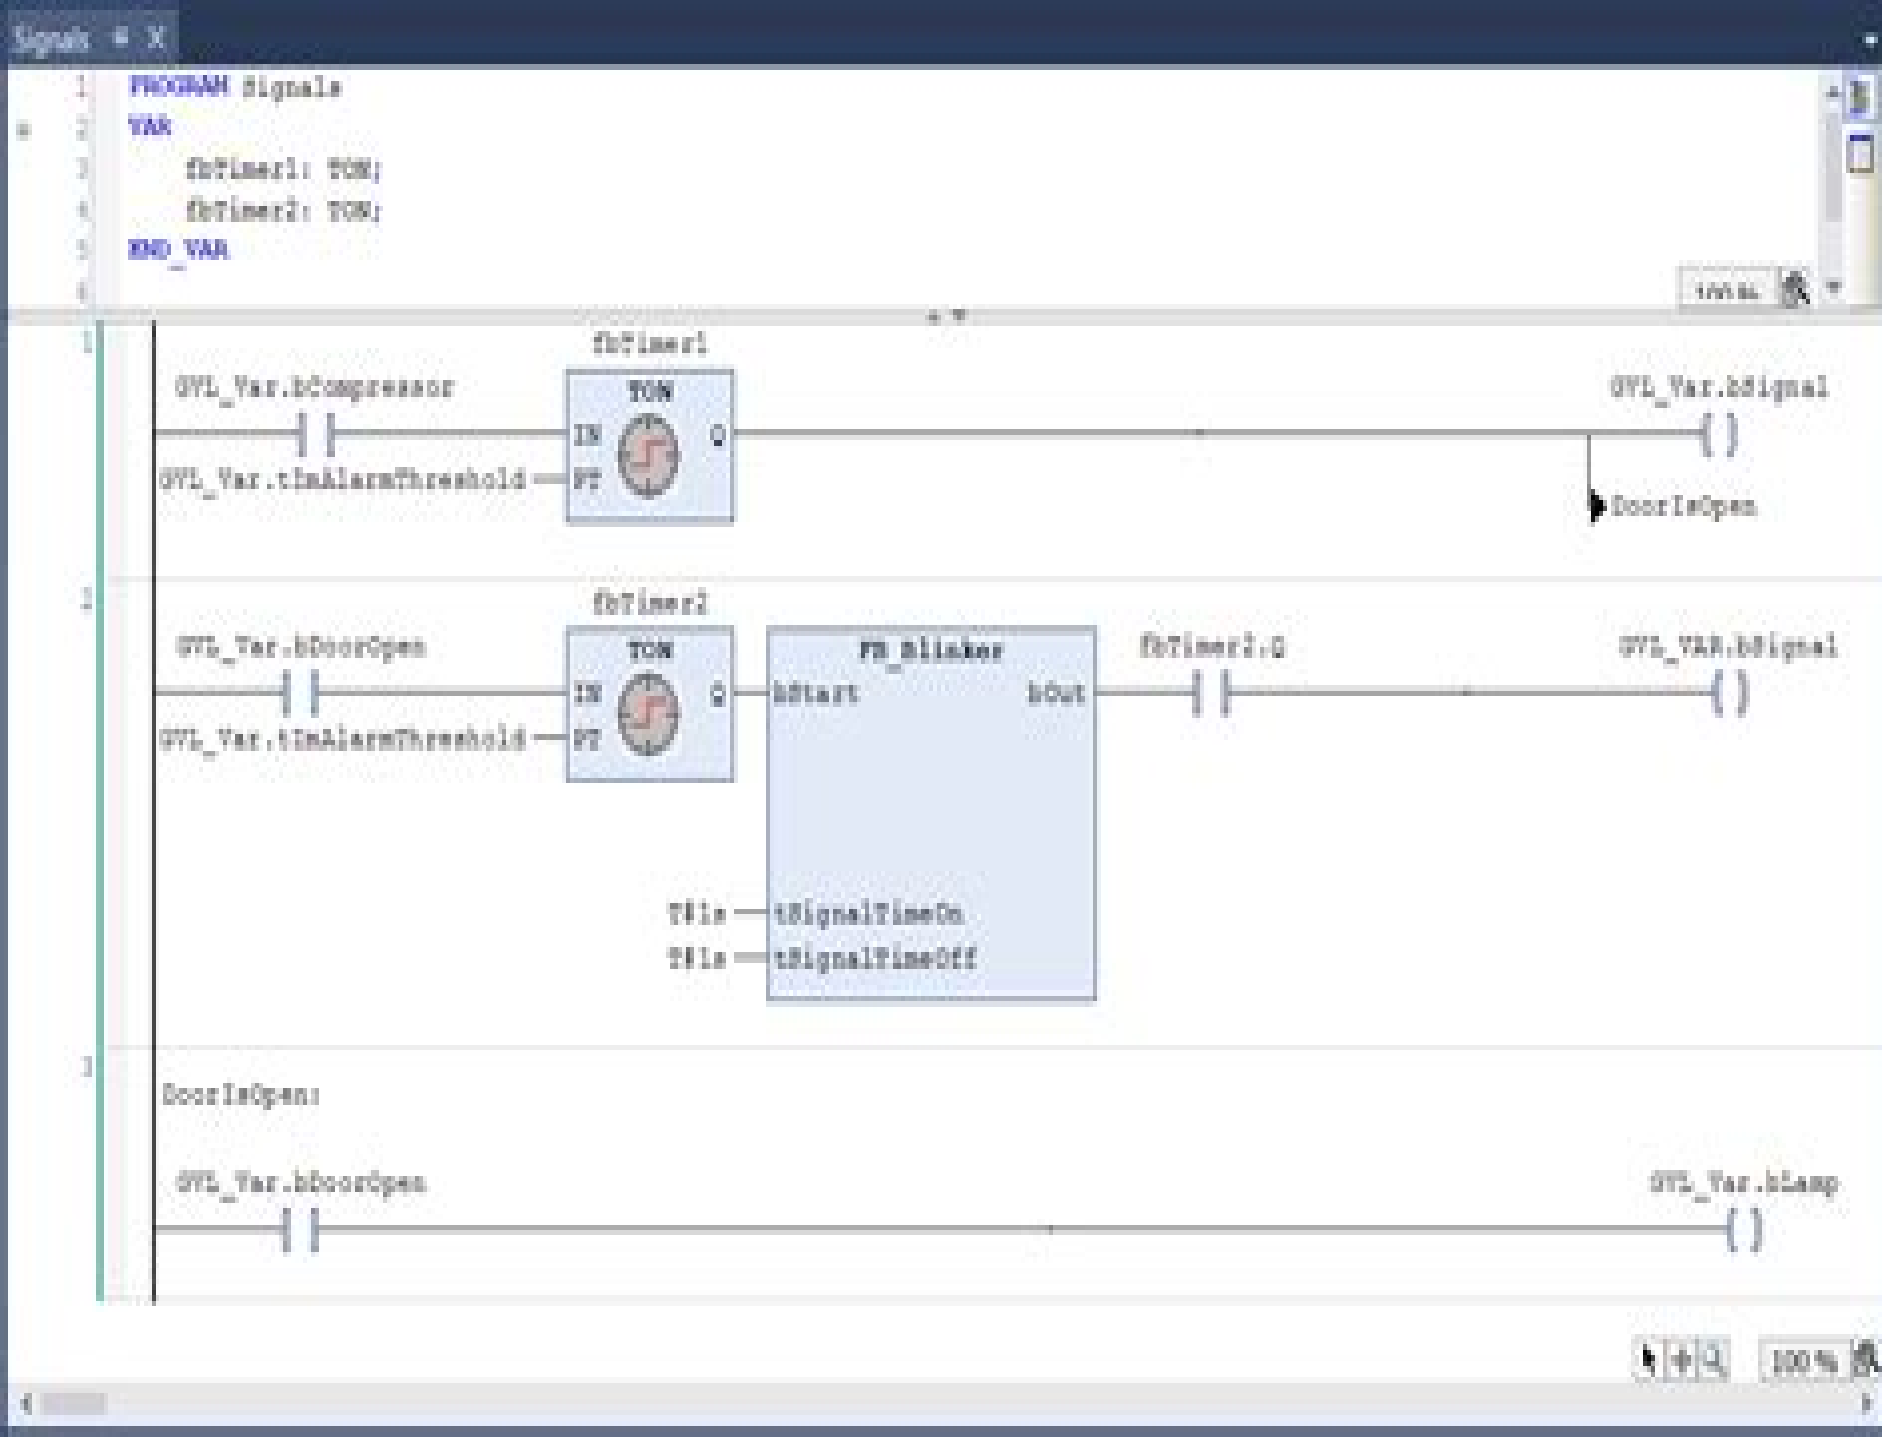 Signals
1 PROGRAM Signals
2 VAR
3 fbTimer1: TON;
4 fbTimer2: TON;
5 END_VAR
6
100 %
1
fbTimer1
GVL_Var.bCompressor
TON
GVL_Var.bSignal
IN
Q
GVL_Var.timAlarmThreshold
PT
DoorIsOpen
2
fbTimer2
GVL_Var.bDoorOpen
TON
FB_Blinker
fbTimer2.Q
GVL_VAR.bSignal
IN
Q
bStart
bOut
GVL_Var.timAlarmThreshold
PT
T#1s
tSignalTimeOn
T#1s
tSignalTimeOff
3
DoorIsOpen:
GVL_Var.bDoorOpen
GVL_Var.bLamp
100 %